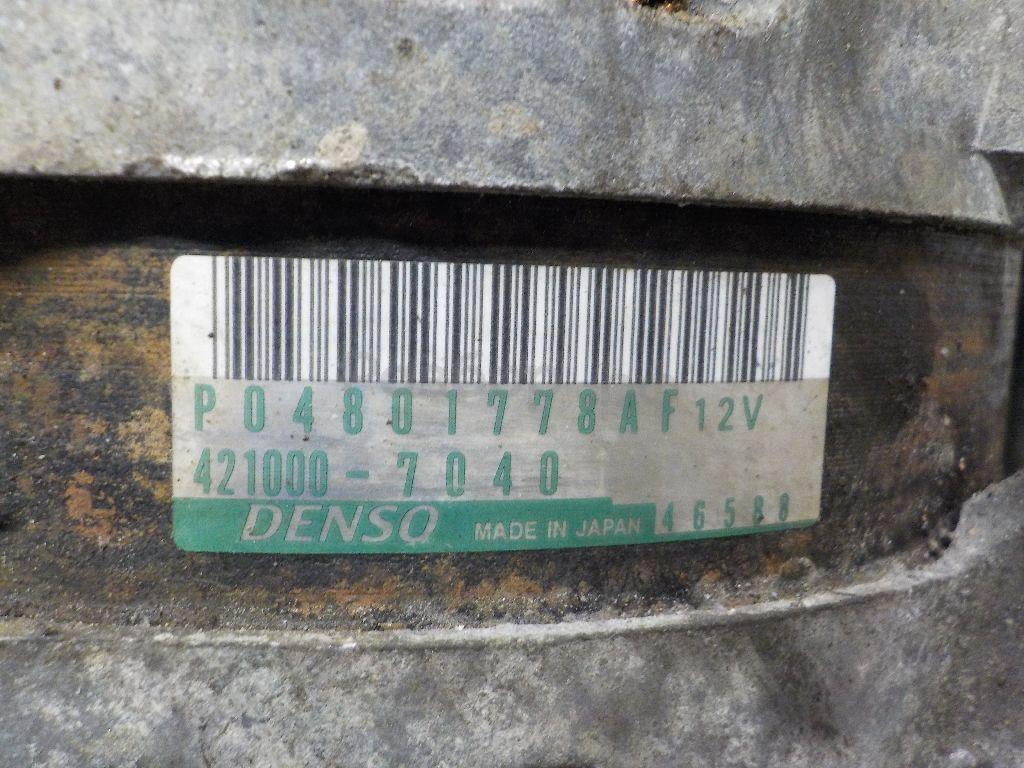 P04801778AF 12V
421000-7040
DENSO MADE IN JAPAN 46588